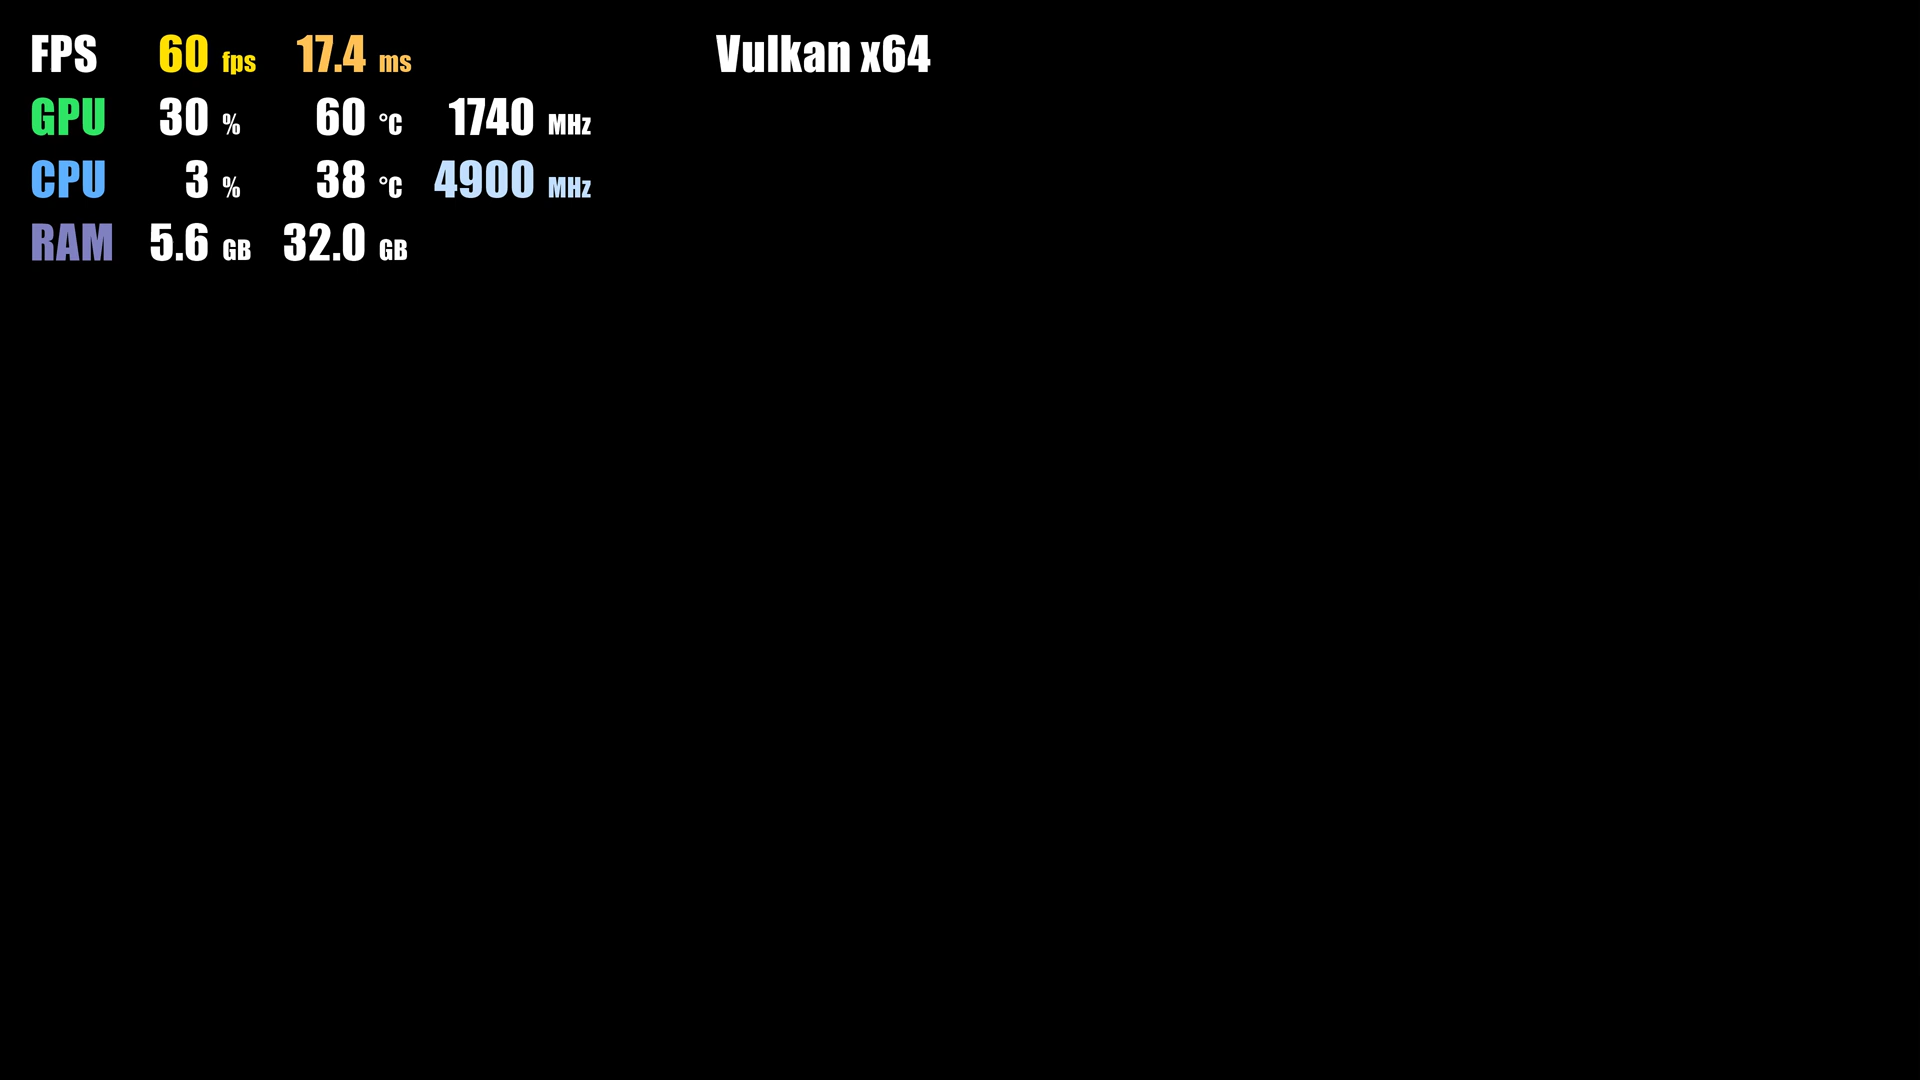 FPS 60 fps 17.4 ms Vulkan x64
GPU 30 % 60 °C 1740 MHz
CPU 3 % 38 °C 4900 MHz
RAM 5.6 GB 32.0 GB